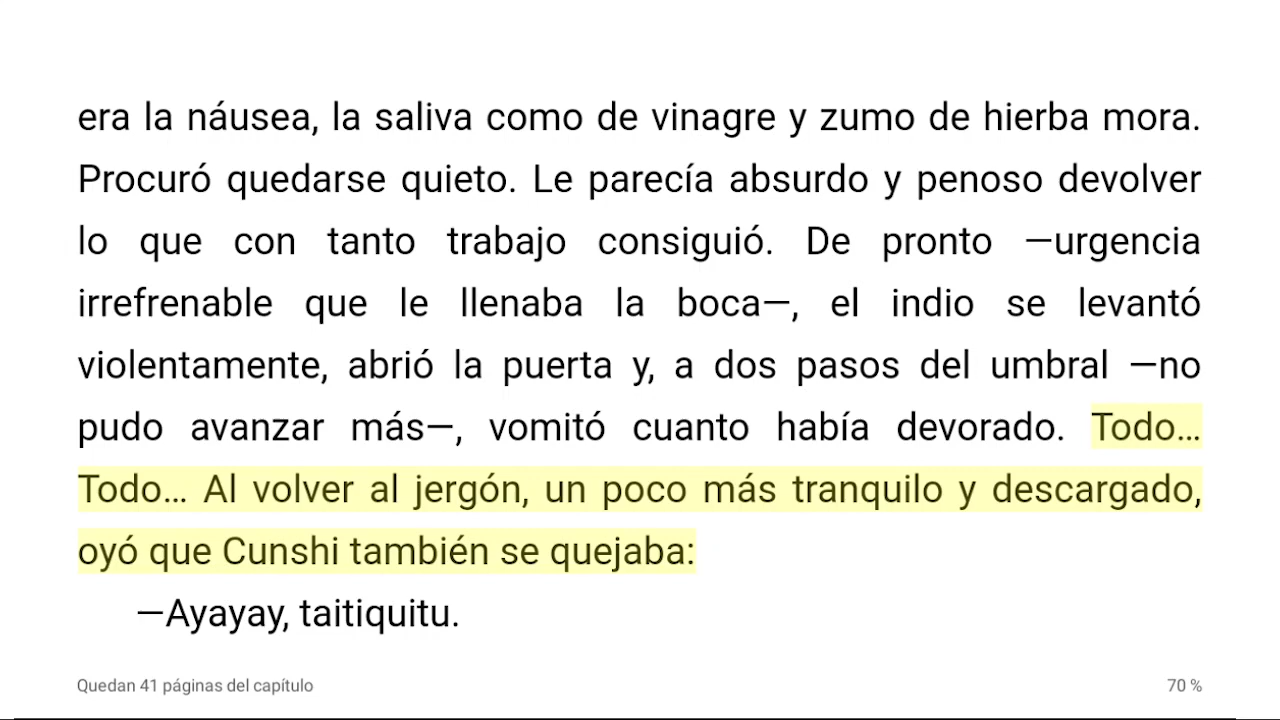 era la náusea, la saliva como de vinagre y zumo de hierba mora.
Procuró quedarse quieto. Le parecía absurdo y penoso devolver
lo que con tanto trabajo consiguió. De pronto —urgencia
irrefrenable que le llenaba la boca—, el indio se levantó
violentamente, abrió la puerta y, a dos pasos del umbral —no
pudo avanzar más—, vomitó cuanto había devorado. Todo…
Todo… Al volver al jergón, un poco más tranquilo y descargado,
oyó que Cunshi también se quejaba:
—Ayayay, taitiquitu.
Quedan 41 páginas del capítulo
70 %